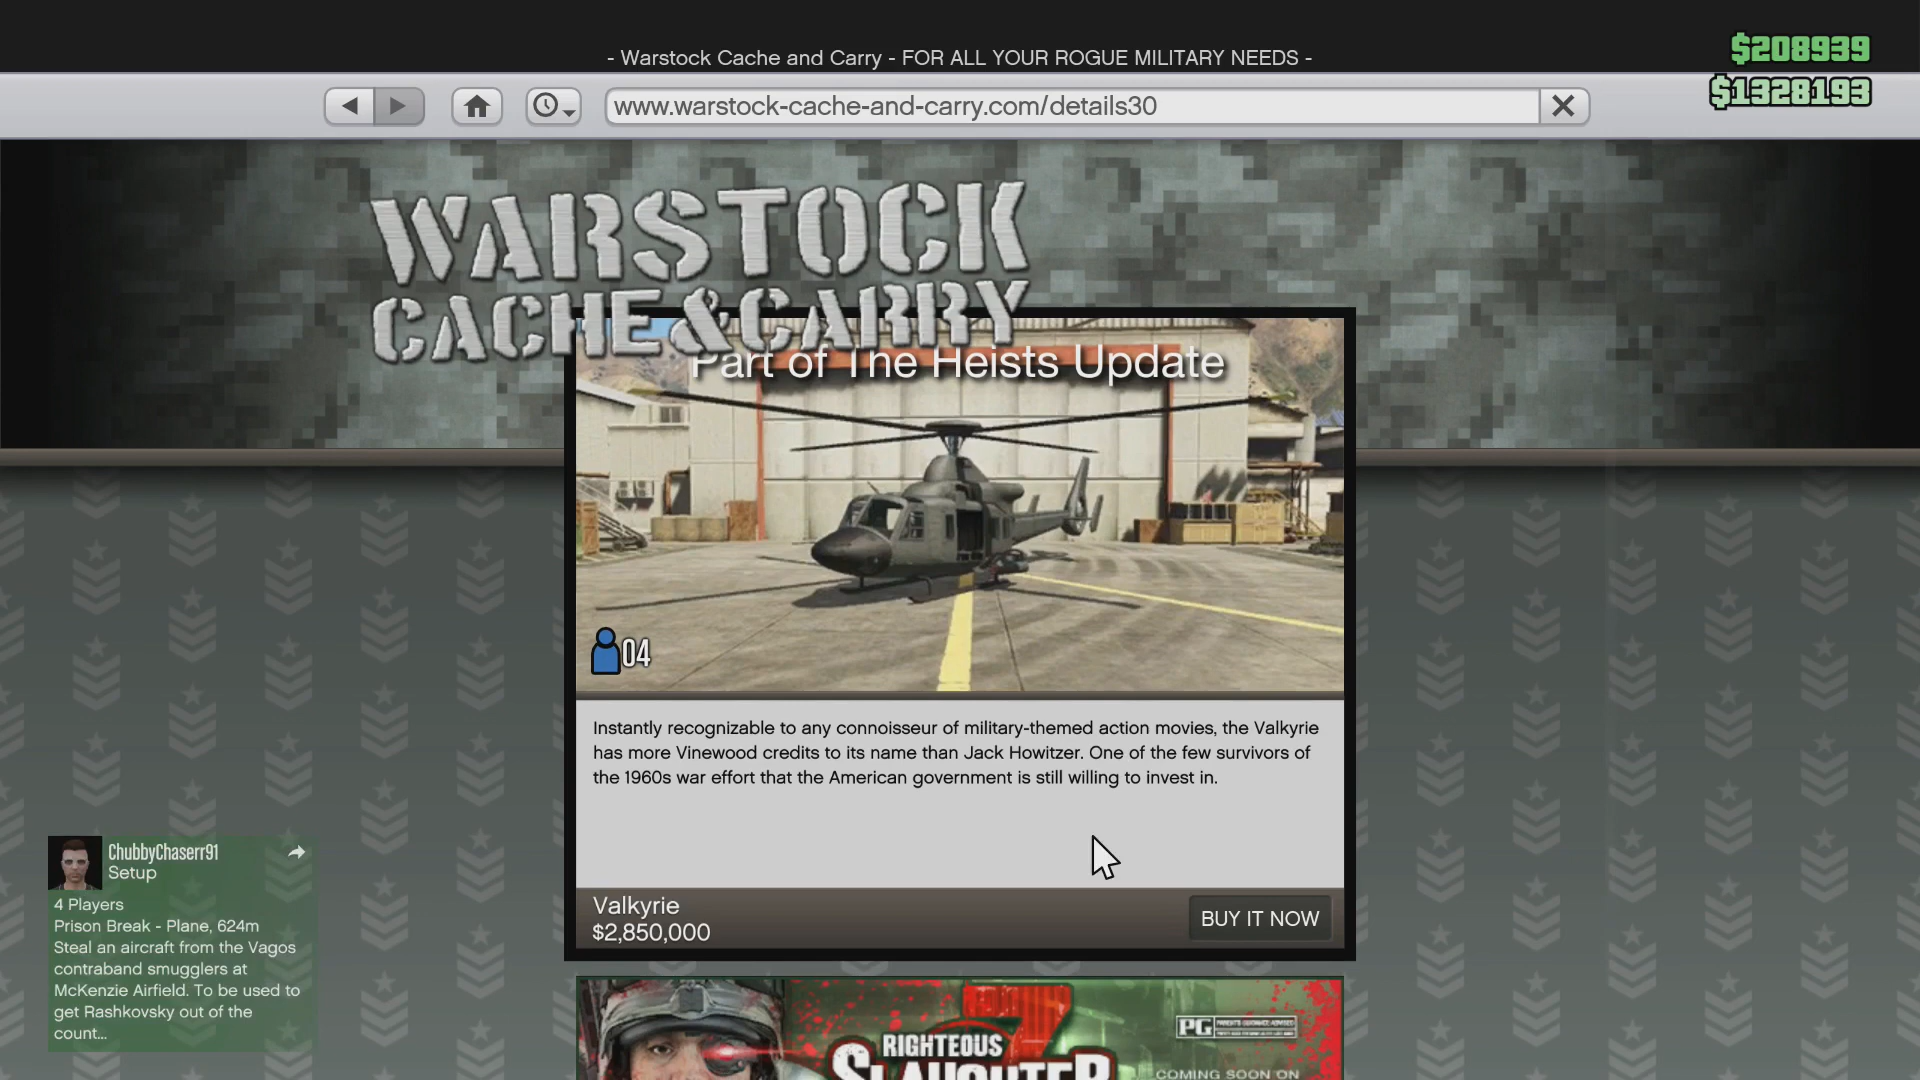 - Warstock Cache and Carry - FOR ALL YOUR ROGUE MILITARY NEEDS -
$208939
$1328193
www.warstock-cache-and-carry.com/details30
WARSTOCK
CACHE & CARRY
Part of The Heists Update
04
Instantly recognizable to any connoisseur of military-themed action movies, the Valkyrie
has more Vinewood credits to its name than Jack Howitzer. One of the few survivors of
the 1960s war effort that the American government is still willing to invest in.
Valkyrie
$2,850,000
BUY IT NOW
ChubbyChaserr91
Setup
4 Players
Prison Break - Plane, 624m
Steal an aircraft from the Vagos
contraband smugglers at
McKenzie Airfield. To be used to
get Rashkovsky out of the
count...
7
RIGHTEOUS
SLAUGHTER
PG
COMING SOON ON